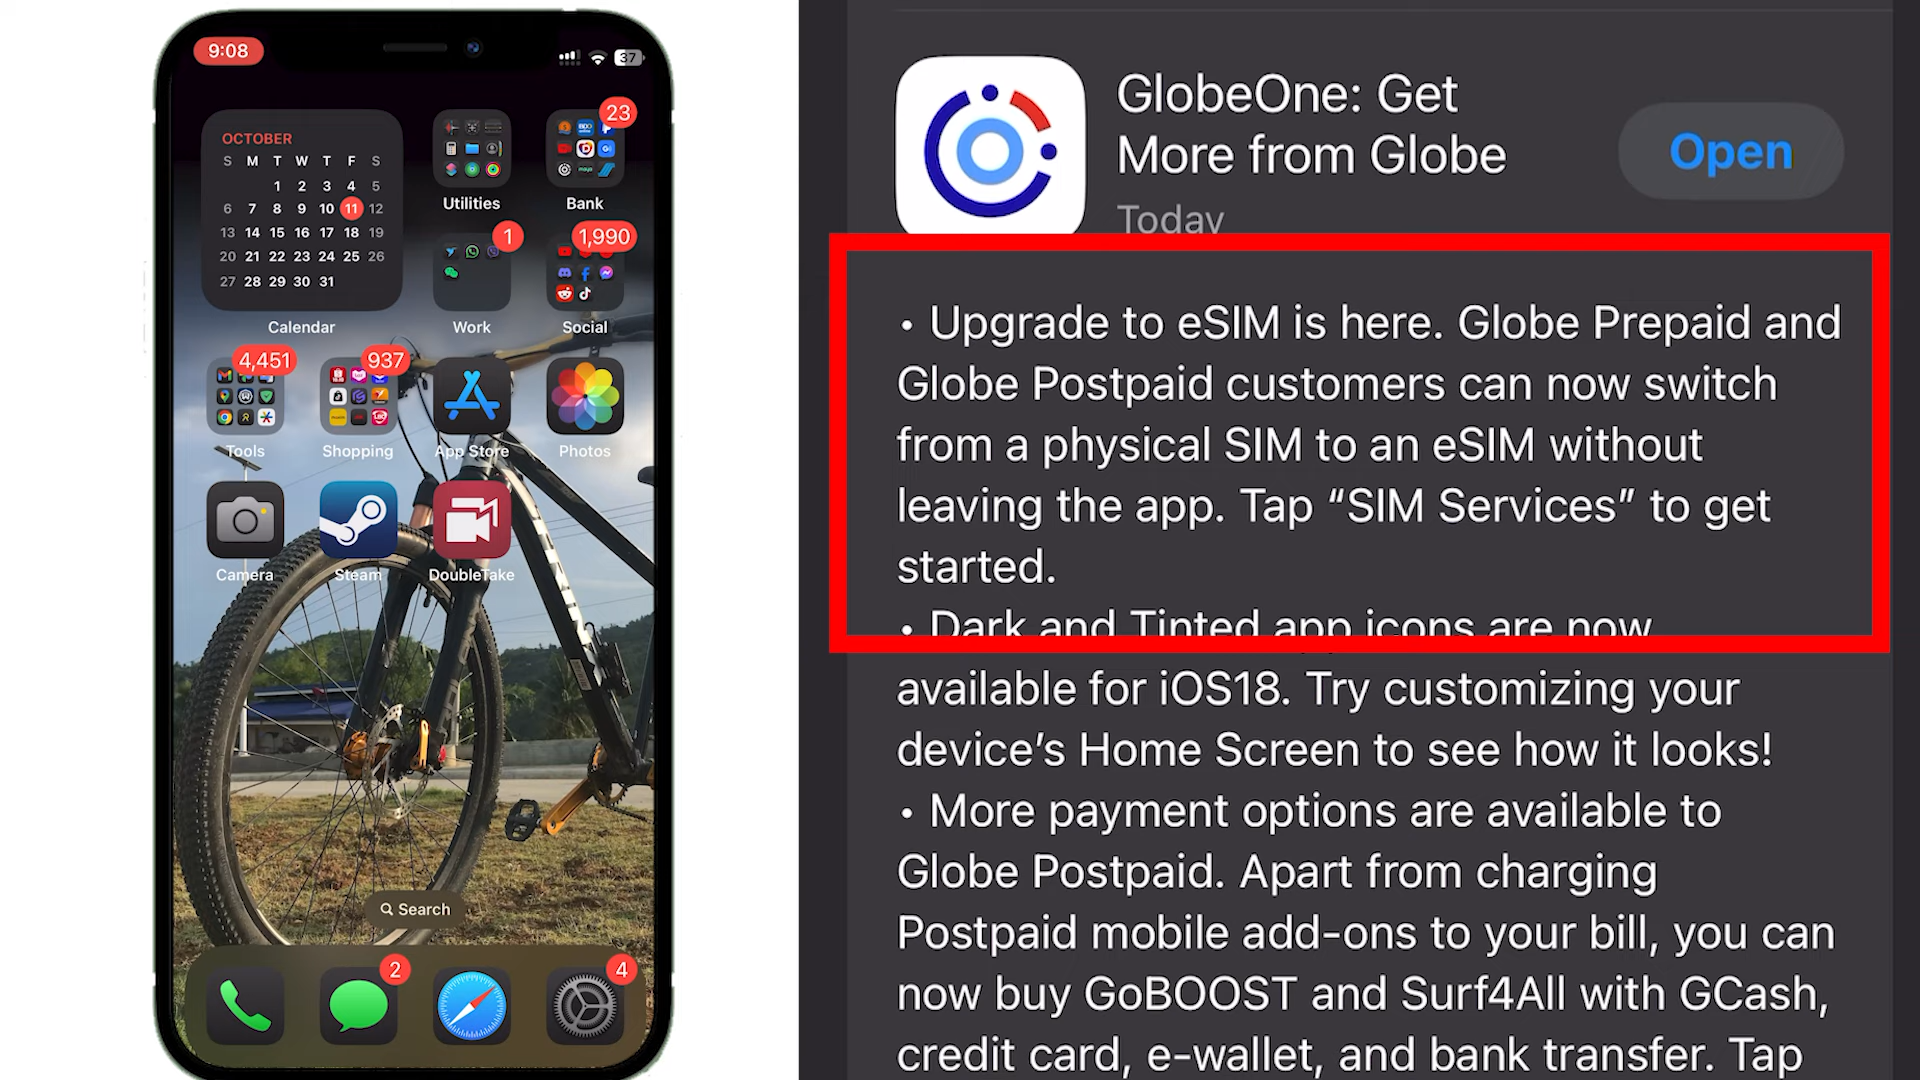 9:08
37
OCTOBER
S M T W T F S
1 2 3 4 5
6 7 8 9 10 11 12
13 14 15 16 17 18 19
20 21 22 23 24 25 26
27 28 29 30 31
Calendar
Utilities
23
Bank
1
Work
1,990
Social
4,451
Tools
937
Shopping
App Store
Photos
Camera
Steam
DoubleTake
Search
2
4
GlobeOne: Get
More from Globe
Today
Open
• Upgrade to eSIM is here. Globe Prepaid and
Globe Postpaid customers can now switch
from a physical SIM to an eSIM without
leaving the app. Tap “SIM Services” to get
started.
• Dark and Tinted app icons are now
available for iOS18. Try customizing your
device’s Home Screen to see how it looks!
• More payment options are available to
Globe Postpaid. Apart from charging
Postpaid mobile add-ons to your bill, you can
now buy GoBOOST and Surf4All with GCash,
credit card, e-wallet, and bank transfer. Tap